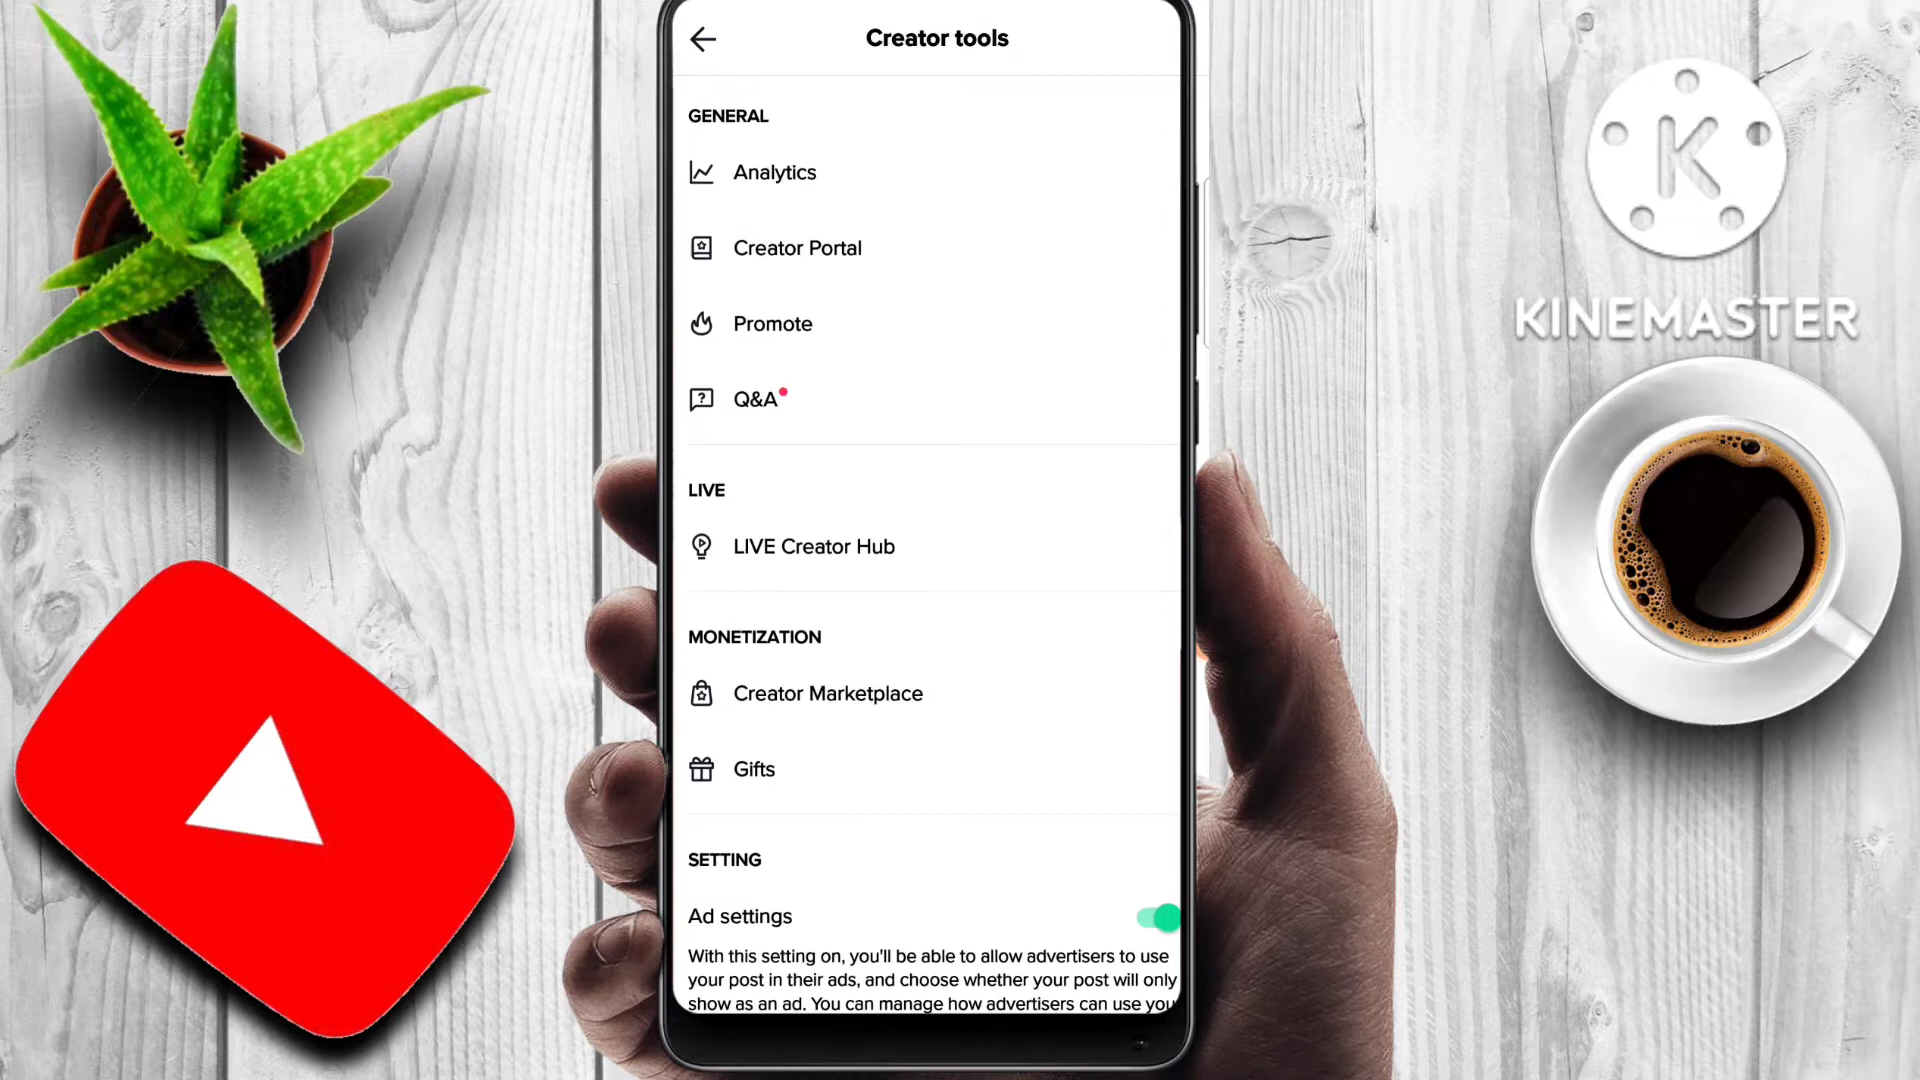 Creator tools
GENERAL
Analytics
Creator Portal
Promote
Q&A
LIVE
LIVE Creator Hub
MONETIZATION
Creator Marketplace
Gifts
SETTING
Ad settings
With this setting on, you'll be able to allow advertisers to use
your post in their ads, and choose whether your post will only
show as an ad. You can manage how advertisers can use you
K
KINEMASTER